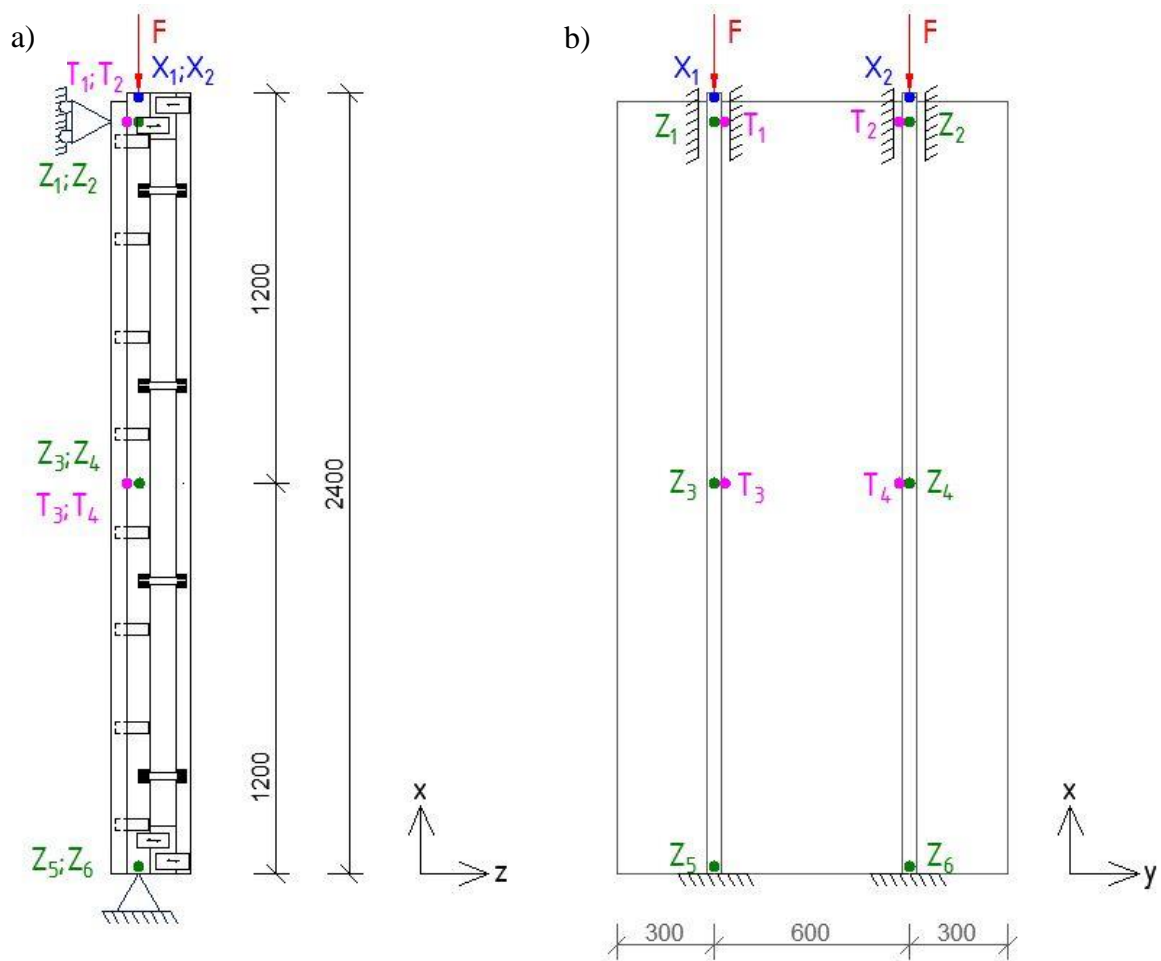 a)
F
X₁;X₂
T₁;T₂
Z₁;Z₂
1200
Z₃;Z₄
T₃;T₄
2400
1200
Z₅;Z₆
x
z
b)
F
F
X₁
X₂
Z₁
T₁
T₂
Z₂
Z₃
T₃
T₄
Z₄
Z₅
Z₆
x
y
300
600
300